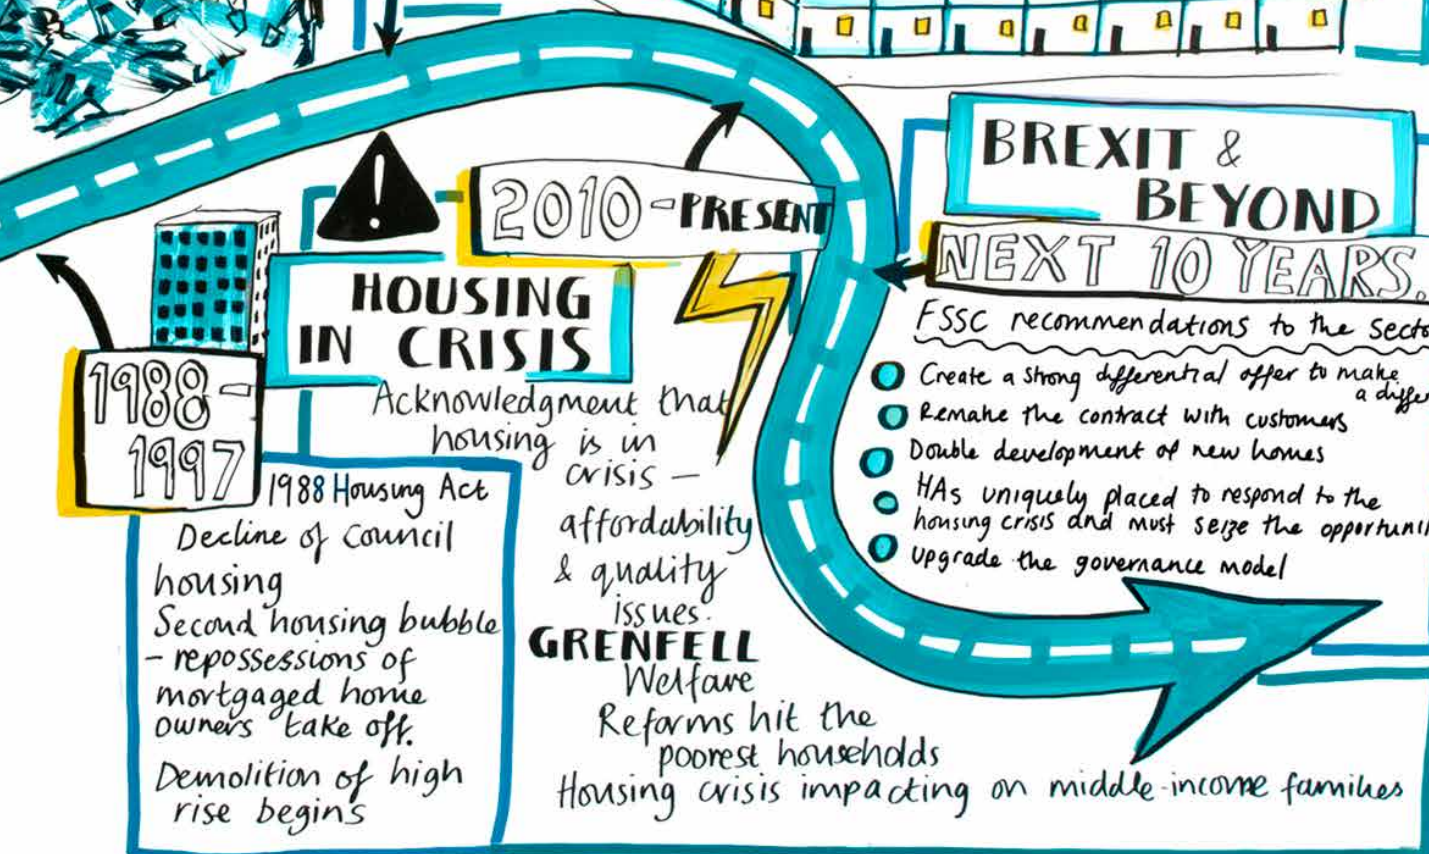 1988-
1997
1988 Housing Act
Decline of council
housing
Second housing bubble
- repossessions of
mortgaged home
owners take off.
Demolition of high
rise begins
2010-PRESENT
HOUSING
IN CRISIS
Acknowledgment that
housing is in
crisis -
affordability
& quality
issues.
GRENFELL
Welfare
Reforms hit the
poorest households
Housing crisis impacting on middle-income families
BREXIT &
BEYOND
NEXT 10 YEARS.
FSSC recommendations to the secto
Create a strong differential offer to make
a differ
Remake the contract with customers
Double development of new homes
HAs uniquely placed to respond to the
housing crisis and must seize the opportuni
upgrade the governance model